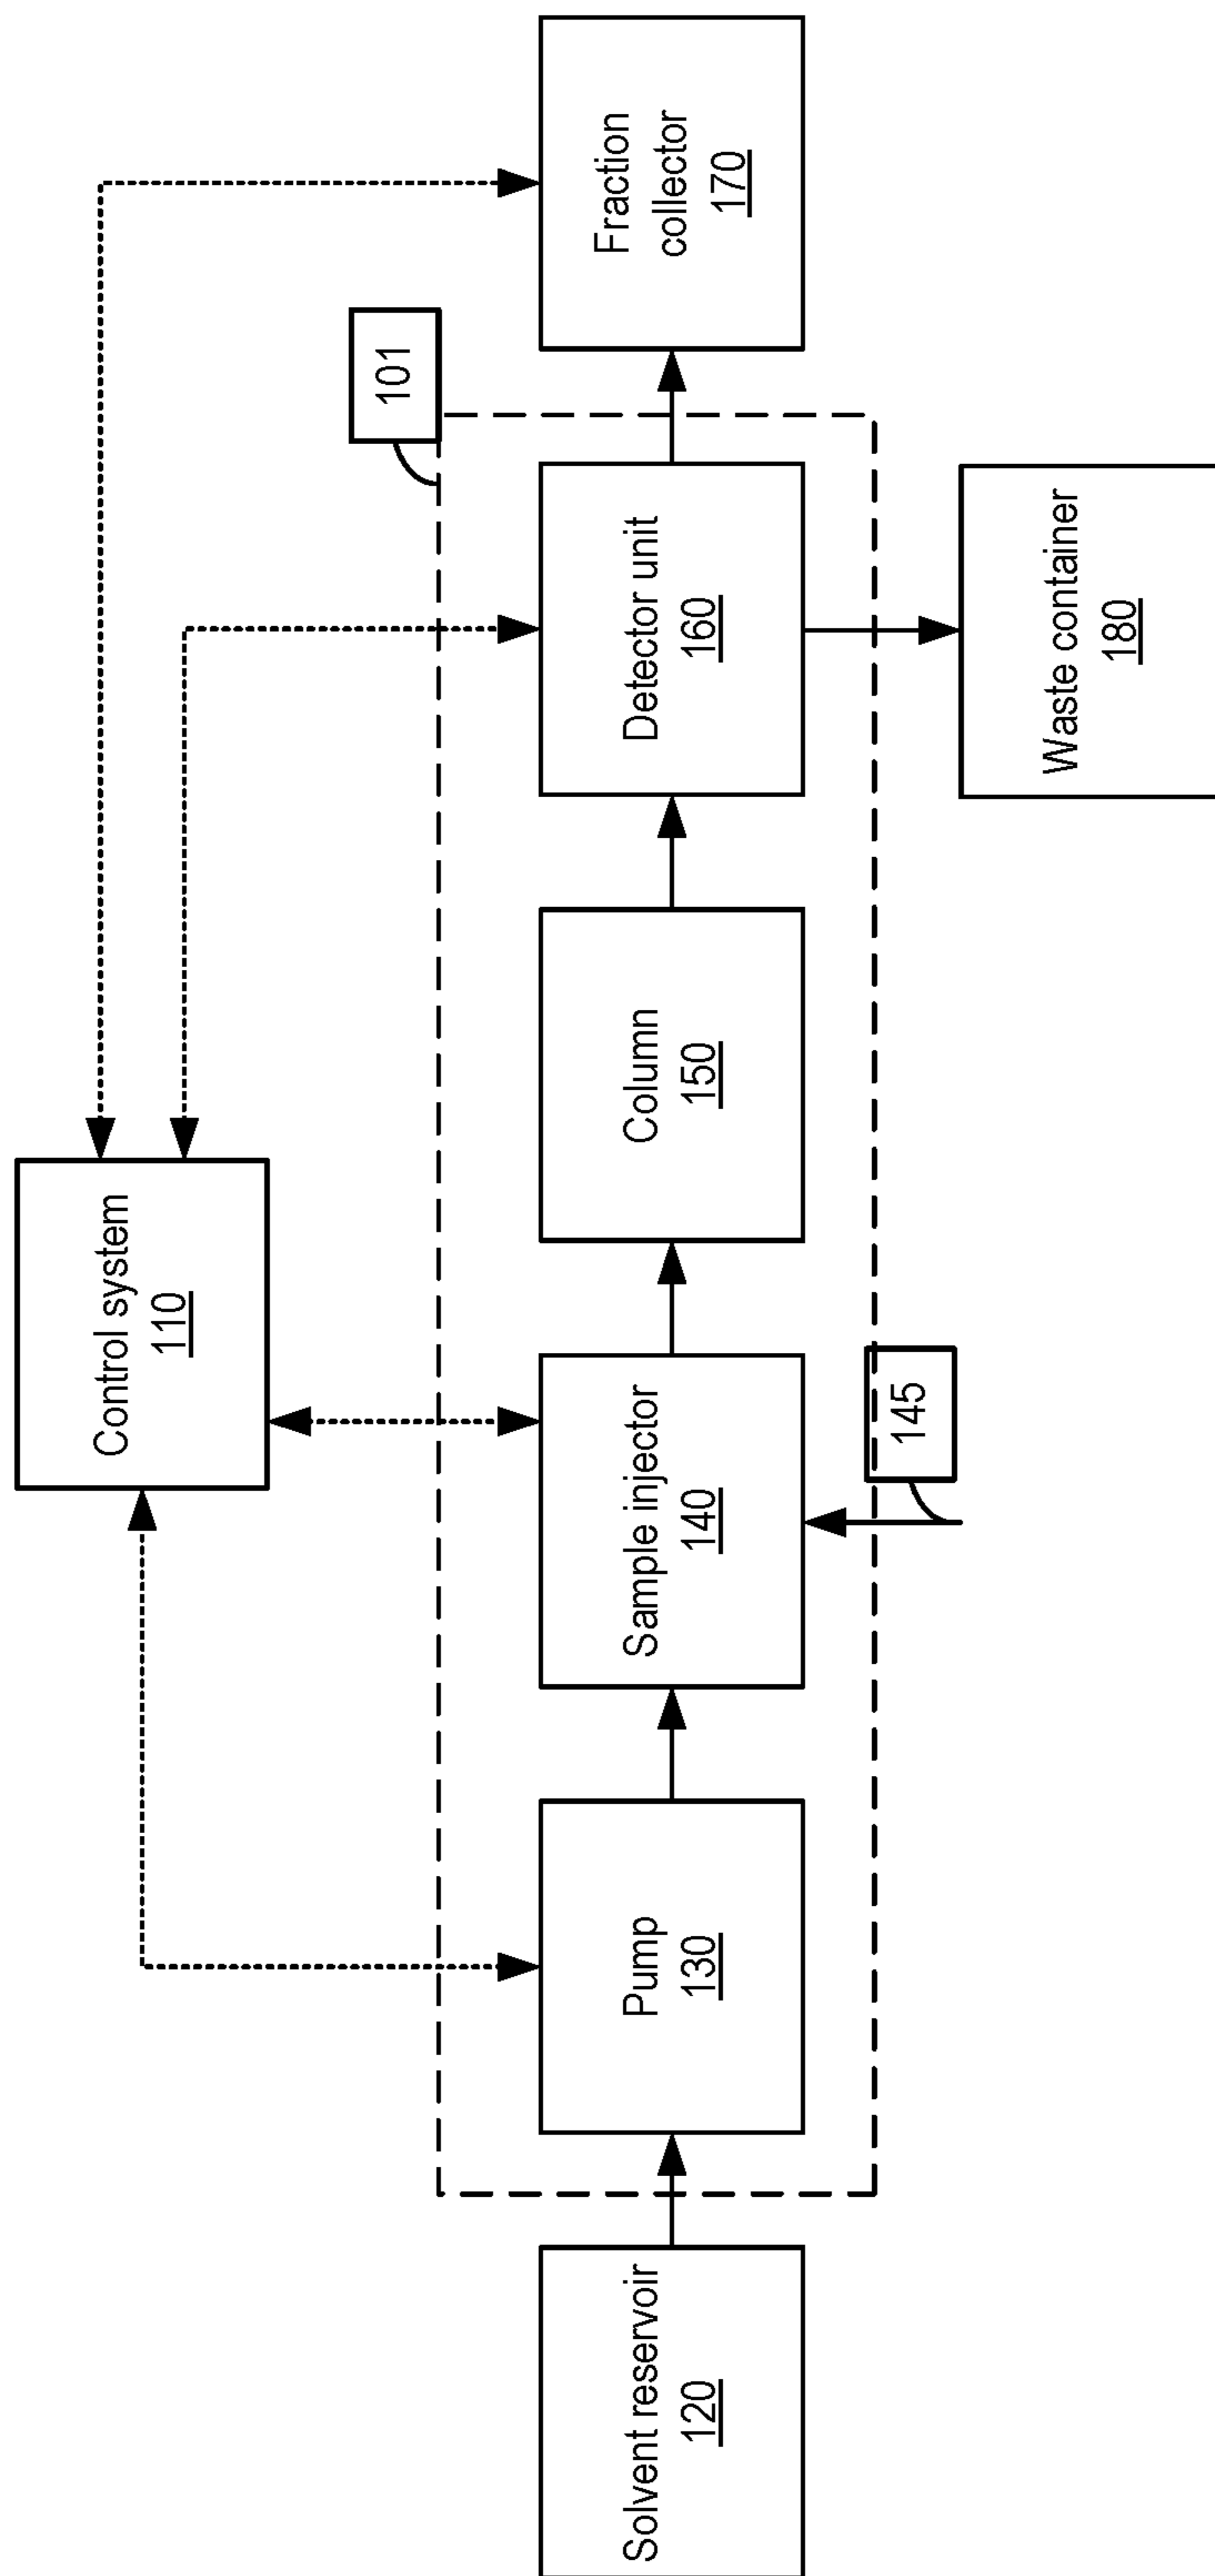 Control system
110
101
Solvent reservoir
120
Pump
130
Sample injector
140
Column
150
Detector unit
160
Fraction
collector
170
145
Waste container
180